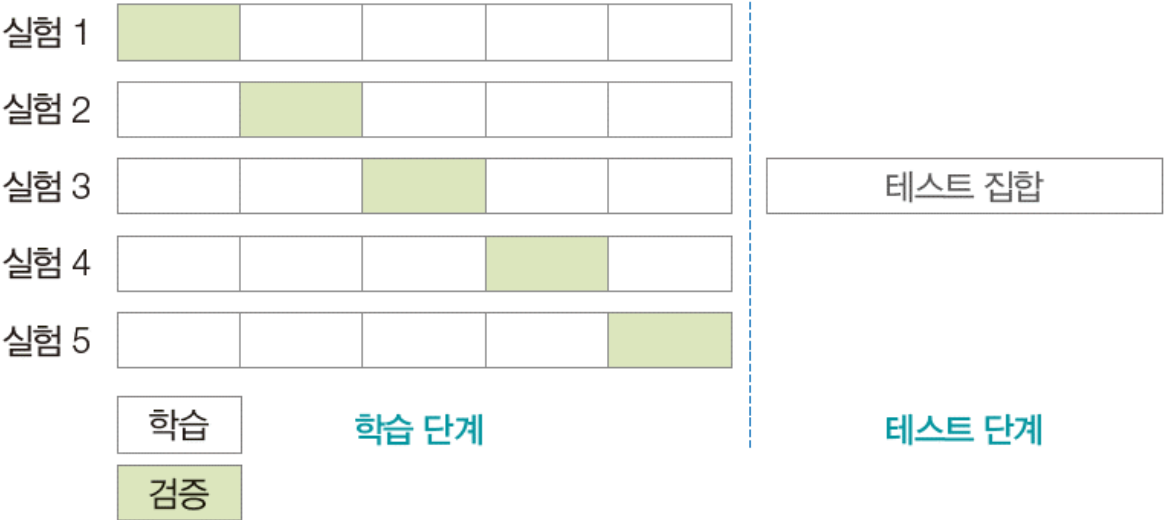 실험 1
실험 2
실험 3
테스트 집합
실험 4
실험 5
학습
학습 단계
테스트 단계
검증